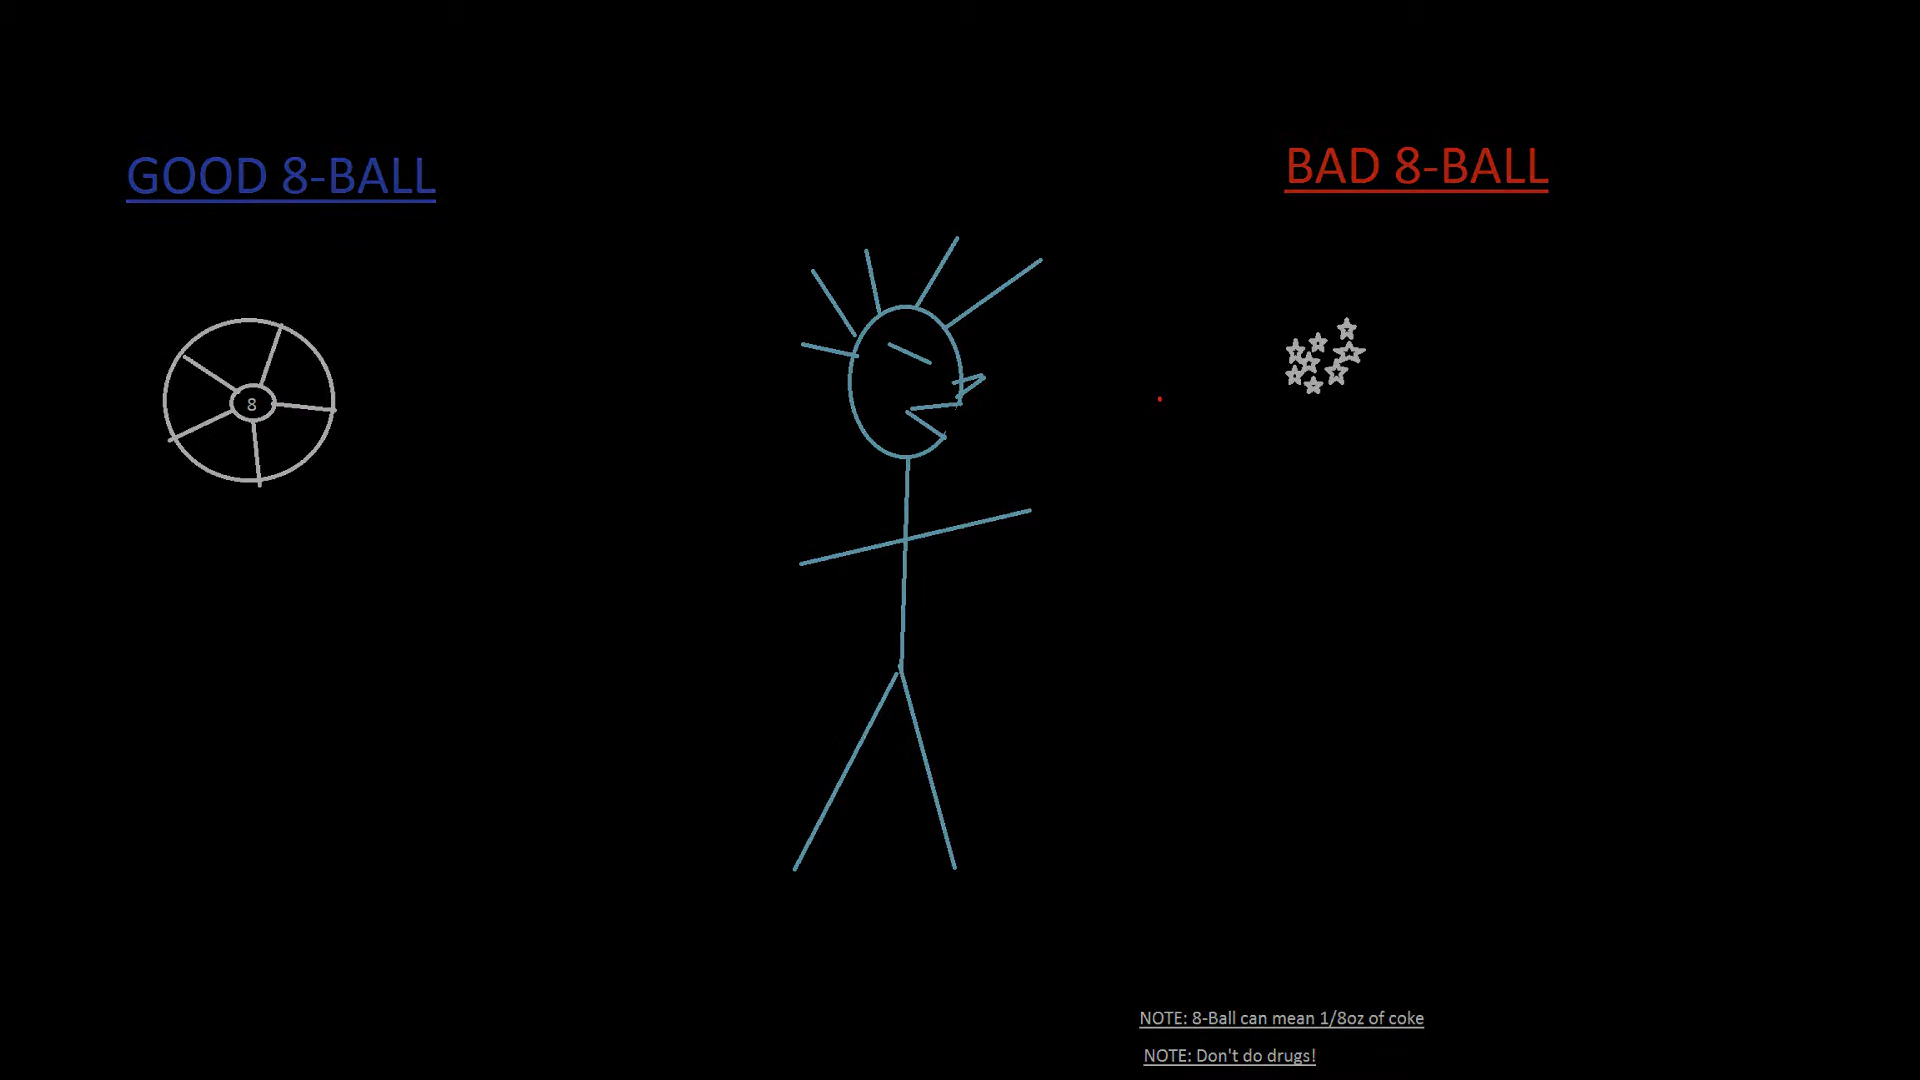 GOOD 8-BALL
BAD 8-BALL
8
NOTE: 8-Ball can mean 1/8oz of coke
NOTE: Don't do drugs!